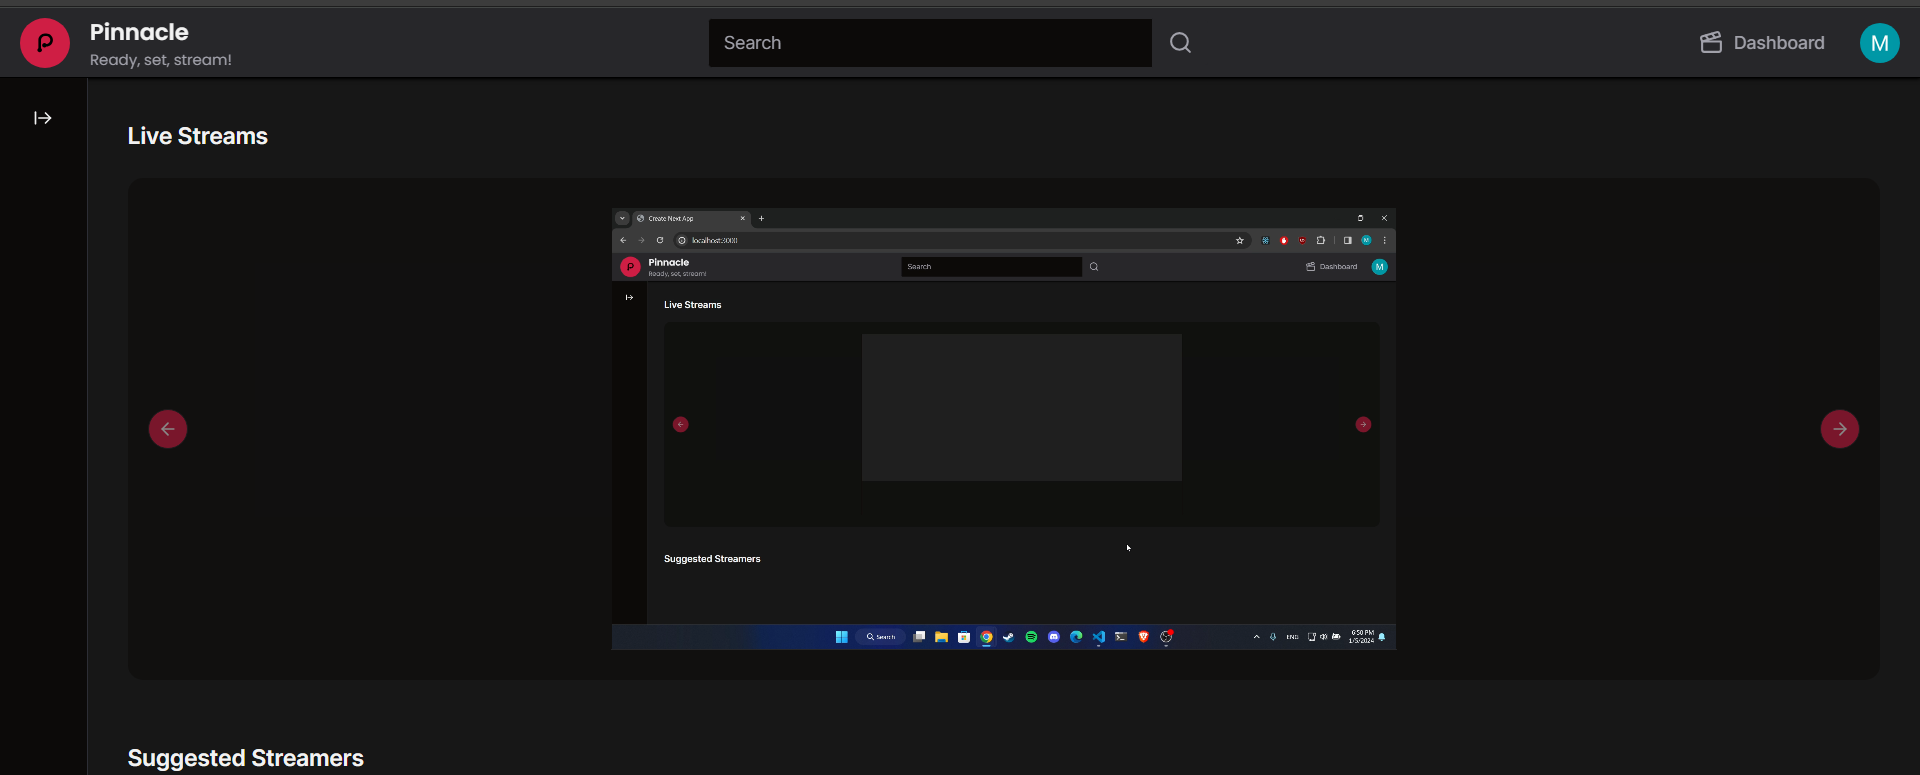 Pinnacle
Ready, set, stream!
Search
Dashboard
M
Live Streams
Create Next App
localhost:3000
Pinnacle
Ready, set, stream!
Search
Dashboard
M
Live Streams
Suggested Streamers
Search
ENG
6:50 PM
1/5/2024
Suggested Streamers